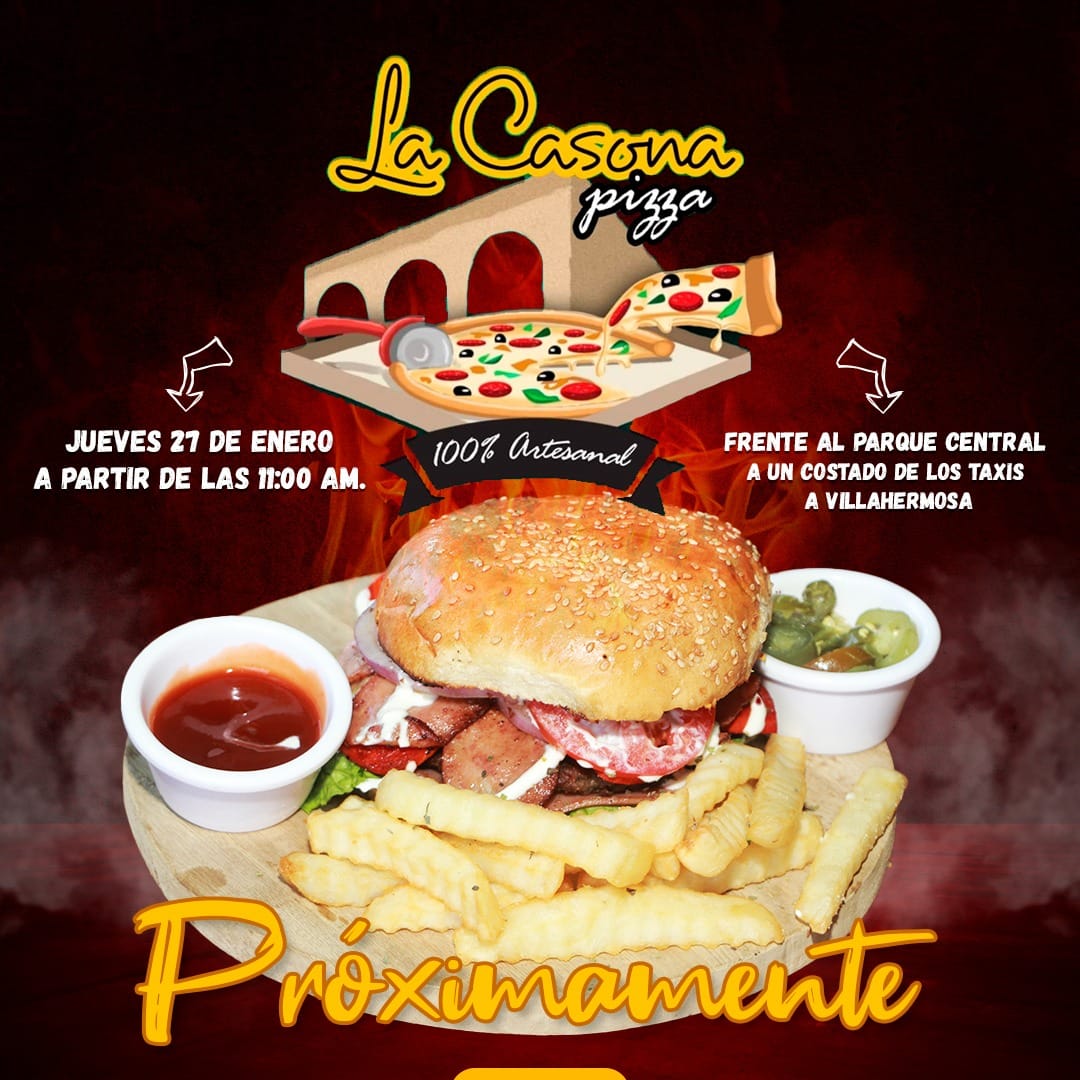 La Casona
pizza
100% Artesanal
JUEVES 27 DE ENERO
A PARTIR DE LAS 11:00 AM.
FRENTE AL PARQUE CENTRAL
A UN COSTADO DE LOS TAXIS
A VILLAHERMOSA
Próximamente